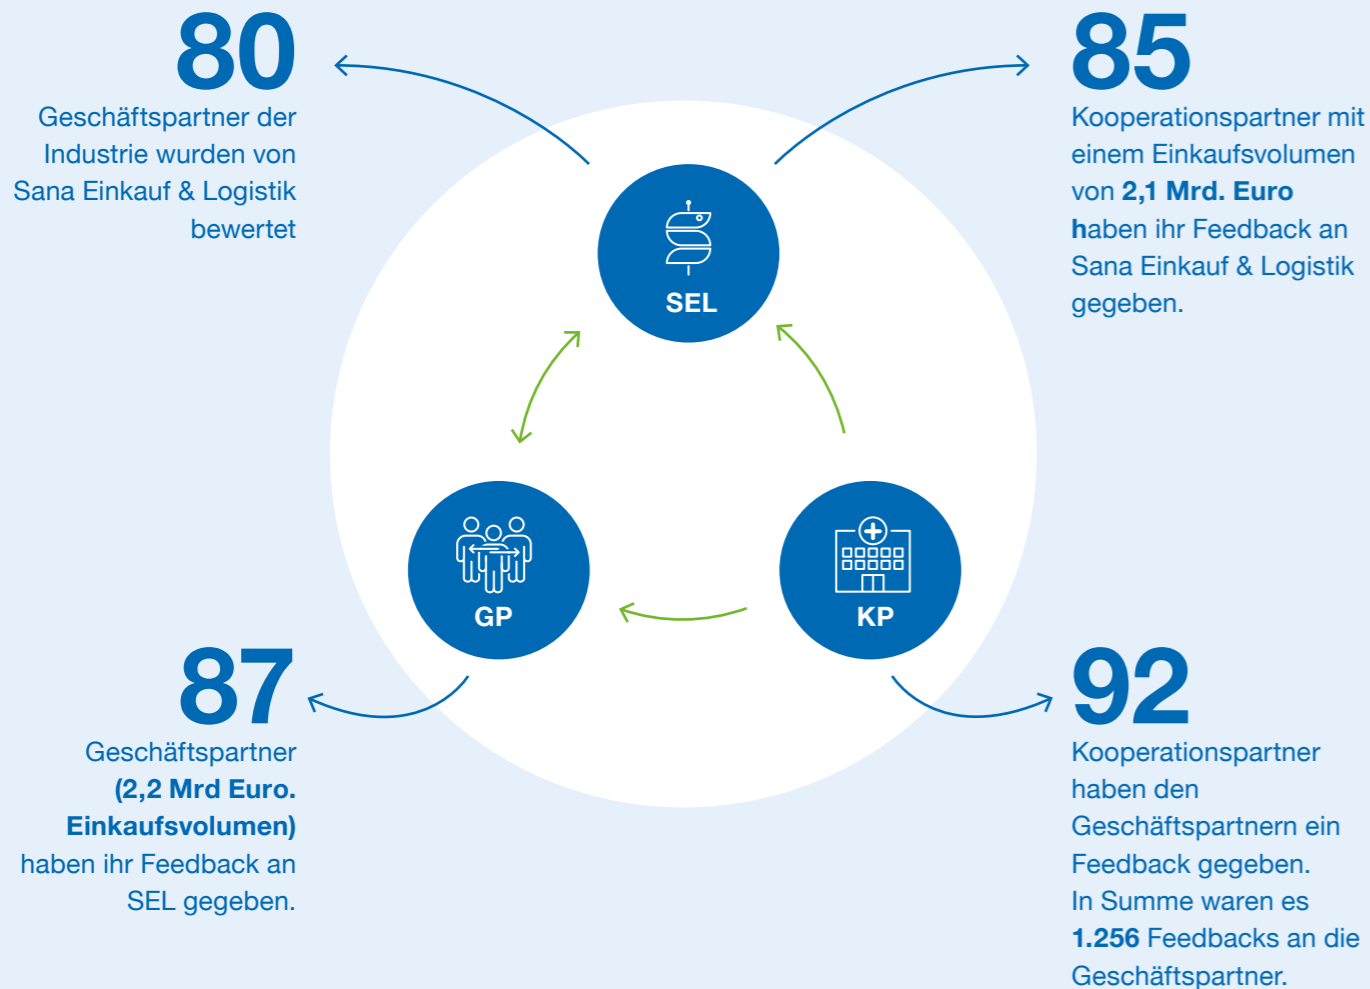 80
Geschäftspartner der
Industrie wurden von
Sana Einkauf & Logistik
bewertet
85
Kooperationspartner mit
einem Einkaufsvolumen
von 2,1 Mrd. Euro
haben ihr Feedback an
Sana Einkauf & Logistik
gegeben.
SEL
GP
KP
87
Geschäftspartner
(2,2 Mrd Euro.
Einkaufsvolumen)
haben ihr Feedback an
SEL gegeben.
92
Kooperationspartner
haben den
Geschäftspartnern ein
Feedback gegeben.
In Summe waren es
1.256 Feedbacks an die
Geschäftspartner.